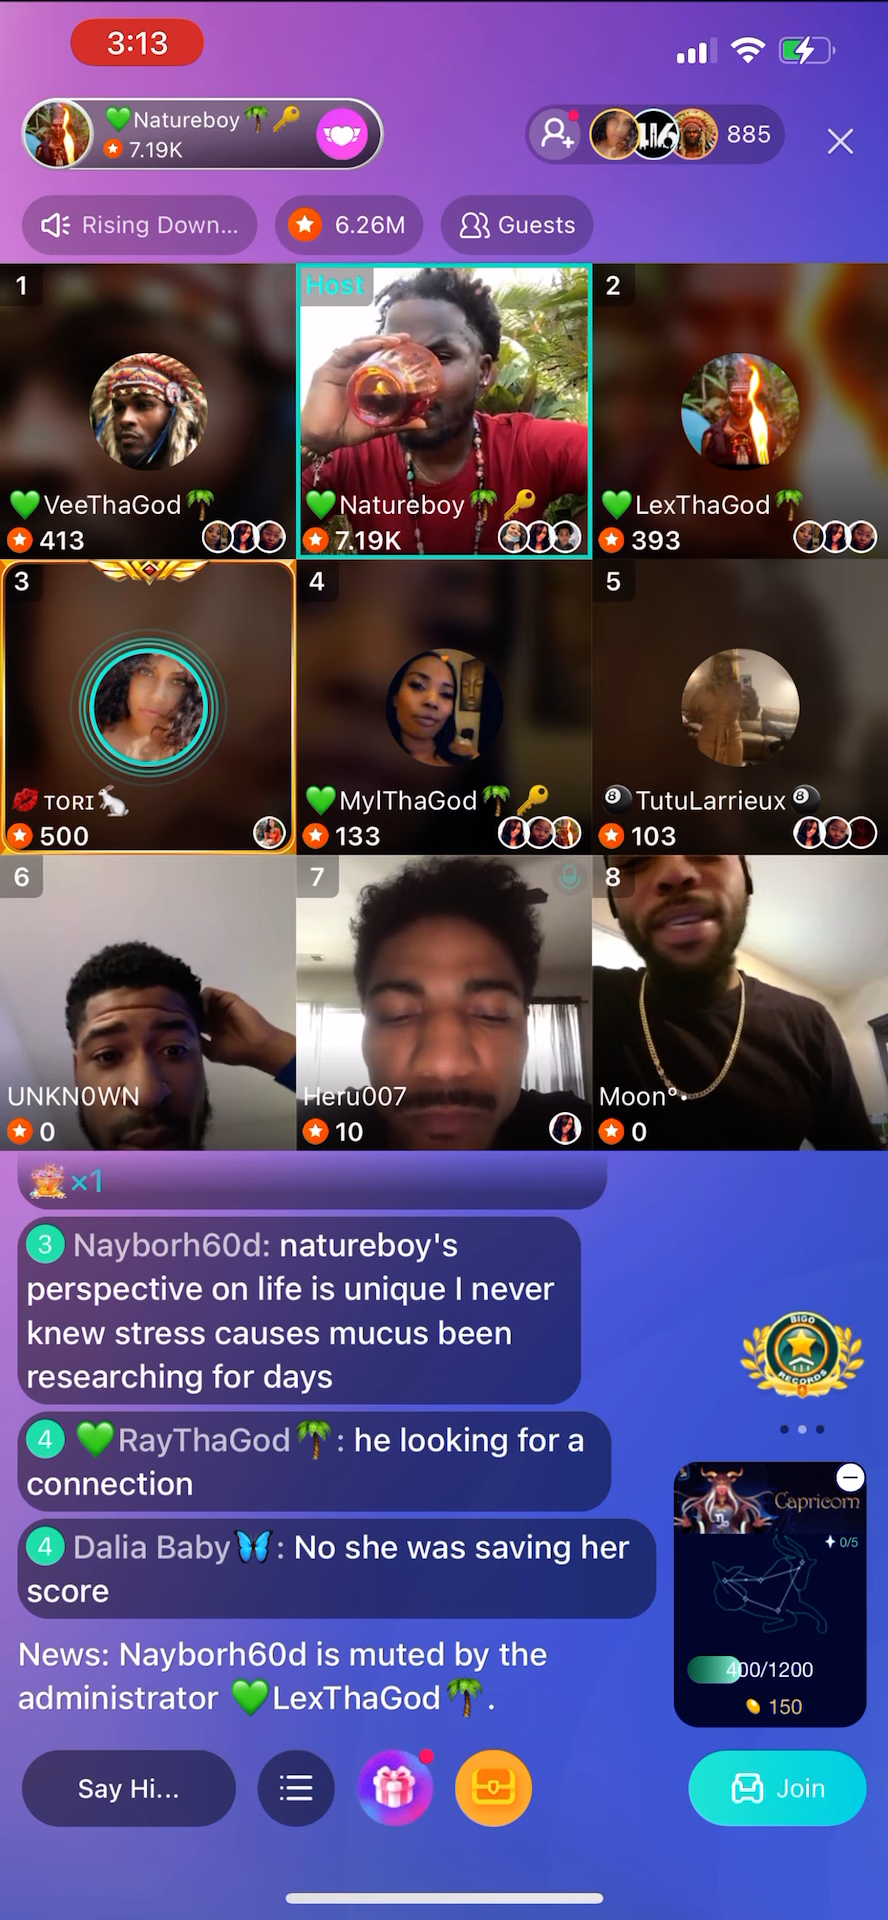 3:13
💚Natureboy🌴🔑
7.19K
885
Rising Down...
6.26M
Guests
1
Host
2
💚VeeThaGod🌴
413
💚Natureboy🌴🔑
7.19K
💚LexThaGod🌴
393
3
4
5
💋TORI🐇
500
💚MylThaGod🌴🔑
133
🎱TutuLarrieux🎱
103
6
7
8
UNKN0WN
0
Heru007
10
Moon°•
0
×1
3 Nayborh60d: natureboy's
perspective on life is unique I never
knew stress causes mucus been
researching for days
4 💚RayThaGod🌴: he looking for a
connection
4 Dalia Baby🦋: No she was saving her
score
News: Nayborh60d is muted by the
administrator 💚LexThaGod🌴.
BIGO
RECORDS
Capricorn
0/5
400/1200
150
Say Hi...
Join